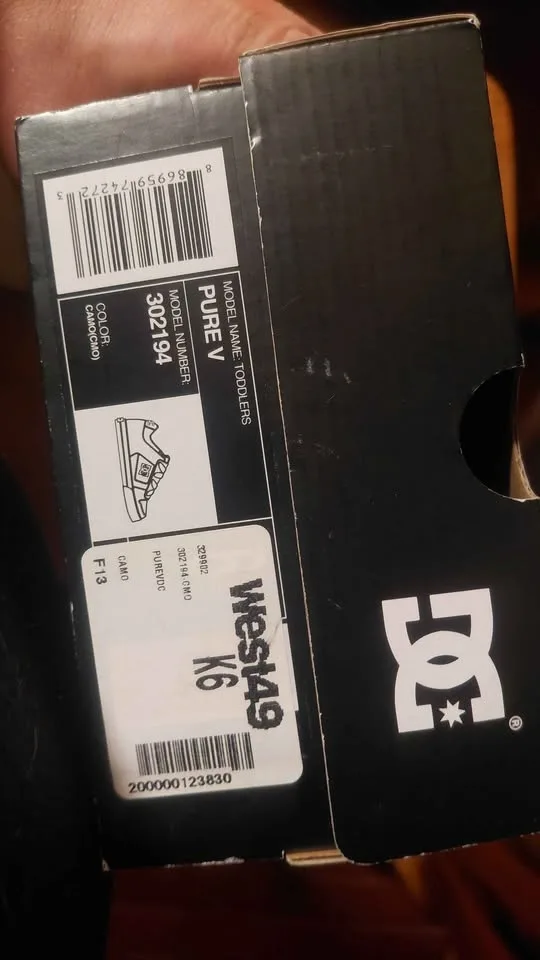 8 86959 74272 3
MODEL NAME: TODDLERS
PURE V
MODEL NUMBER:
302194
COLOR:
CAMO(CMO)
west49
K6
329902
302194-CMO
PUREVDC
CAMO
F13
200000123830
DC
®